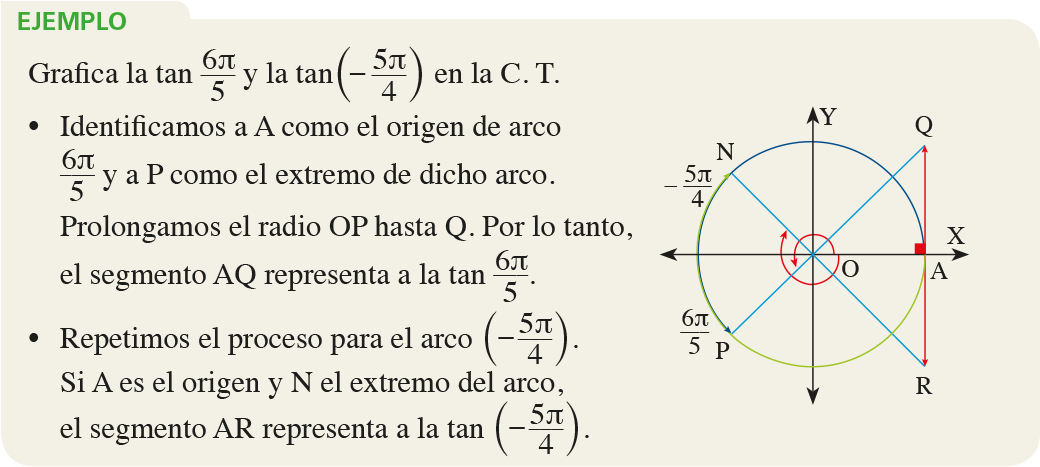 EJEMPLO
Grafica la tan 6π/5 y la tan(−5π/4) en la C. T.
• Identificamos a A como el origen de arco
6π/5 y a P como el extremo de dicho arco.
Prolongamos el radio OP hasta Q. Por lo tanto,
el segmento AQ representa a la tan 6π/5.
• Repetimos el proceso para el arco (−5π/4).
Si A es el origen y N el extremo del arco,
el segmento AR representa a la tan (−5π/4).
Y
Q
N
−5π/4
X
O
A
6π/5
P
R